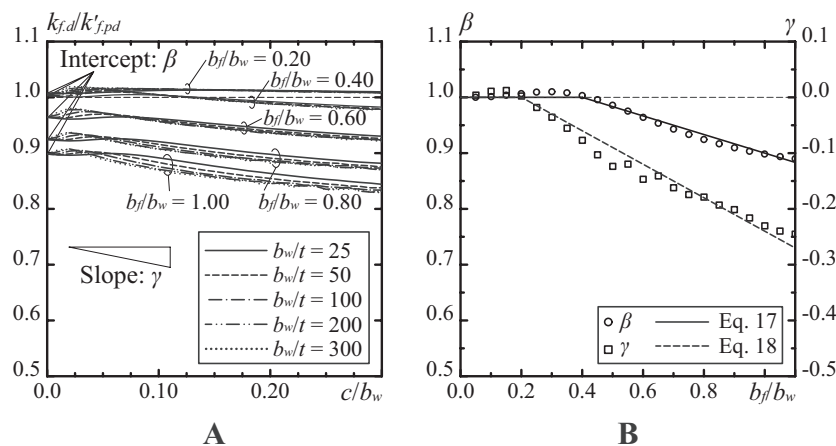 k_{f.d}/k'_{f.pd}
1.1
1.0
0.9
0.8
0.7
0.6
0.5
Intercept: β
b_f/b_w = 0.20
b_f/b_w = 0.40
b_f/b_w = 0.60
b_f/b_w = 0.80
b_f/b_w = 1.00
Slope: γ
b_w/t = 25
b_w/t = 50
b_w/t = 100
b_w/t = 200
b_w/t = 300
0.0 0.10 0.20 c/b_w
A
β
1.1
1.0
0.9
0.8
0.7
0.6
0.5
γ
0.1
0.0
-0.1
-0.2
-0.3
-0.4
-0.5
β Eq. 17
γ Eq. 18
0.0 0.2 0.4 0.6 0.8 b_f/b_w
B